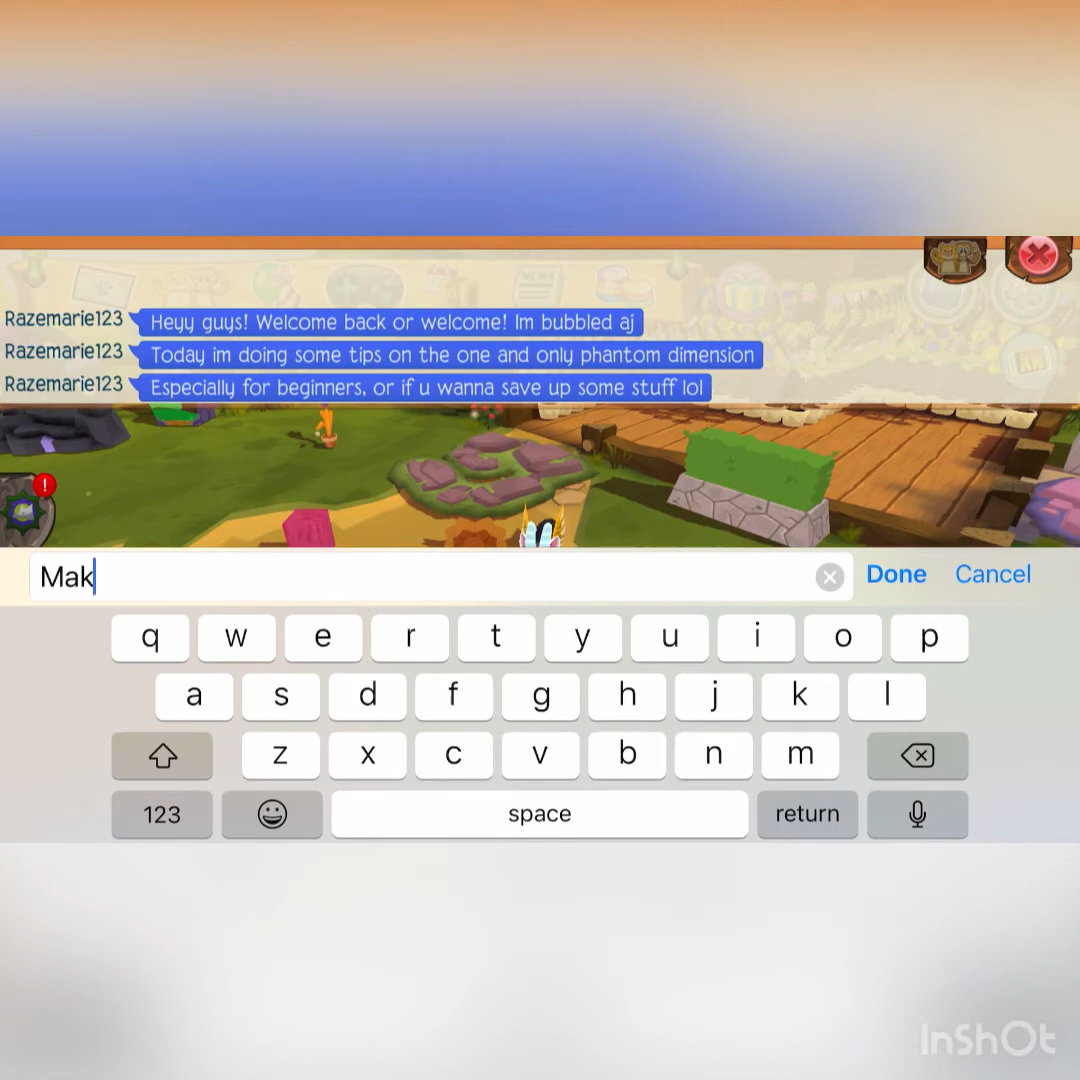 NEWS
Razemarie123 Heyy guys! Welcome back or welcome! Im bubbled aj
Razemarie123 Today im doing some tips on the one and only phantom dimension
Razemarie123 Especially for beginners, or if u wanna save up some stuff lol
!
Mak Done Cancel
q w e r t y u i o p
a s d f g h j k l
z x c v b n m
123 space return
InShOt